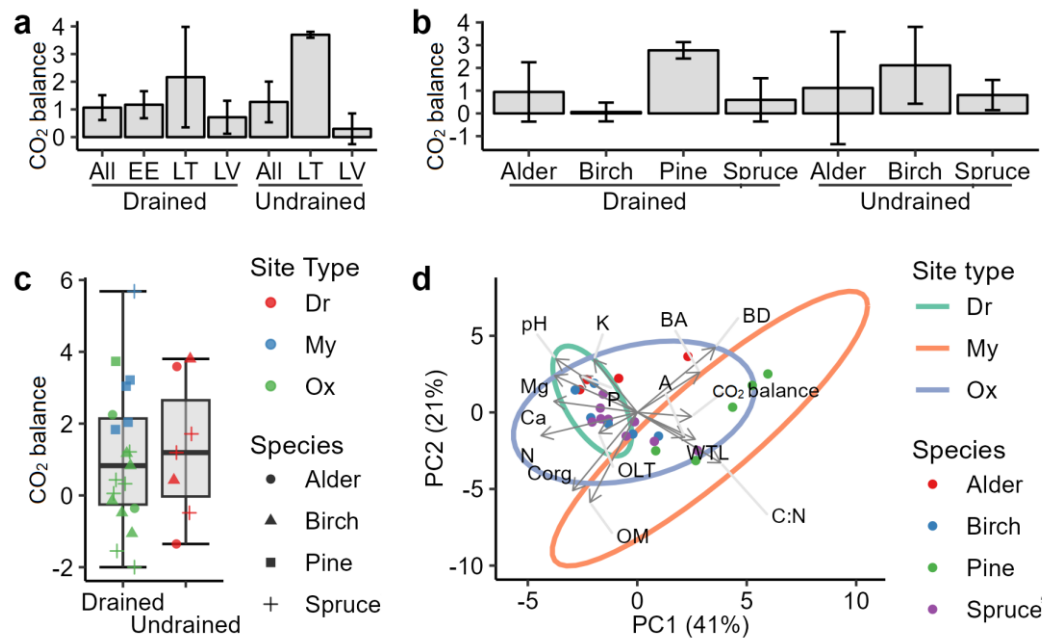 a
CO₂ balance
4
3
2
1
0
All EE LT LV All LT LV
Drained Undrained
b
CO₂ balance
4
3
2
1
0
-1
Alder Birch Pine Spruce Alder Birch Spruce
Drained Undrained
c
CO₂ balance
6
4
2
0
-2
Drained
Undrained
Site Type
Dr
My
Ox
Species
Alder
Birch
Pine
Spruce
d
PC2 (21%)
5
0
-5
-10
pH K BA BD
Mg P A CO₂ balance
Ca
N WTL
Corg OLT
OM C:N
-5 0 5 10
PC1 (41%)
Site type
Dr
My
Ox
Species
Alder
Birch
Pine
Spruce